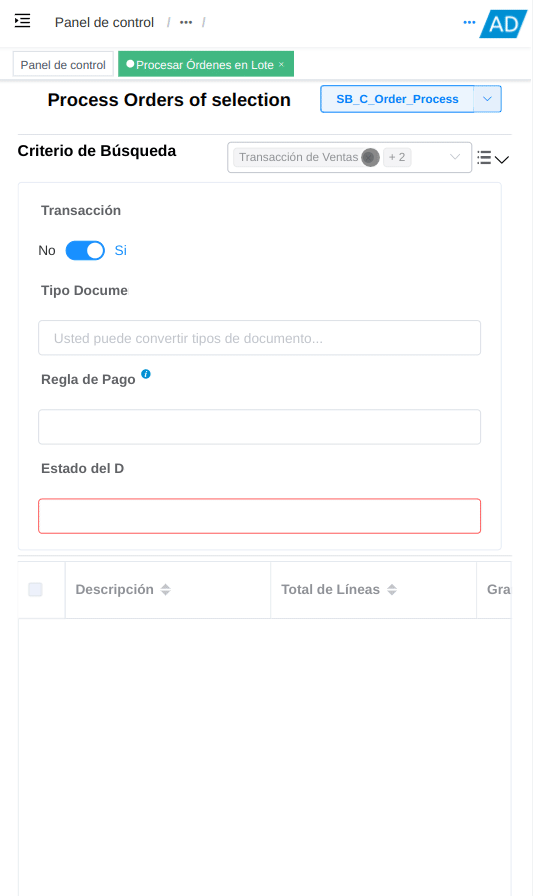 Panel de control / ••• /
••• AD
Panel de control
Procesar Órdenes en Lote ×
Process Orders of selection
SB_C_Order_Process
Criterio de Búsqueda
Transacción de Ventas
+ 2
Transacción
No
Si
Tipo Docume
Usted puede convertir tipos de documento...
Regla de Pago
i
Estado del D
Descripción
Total de Líneas
Gra